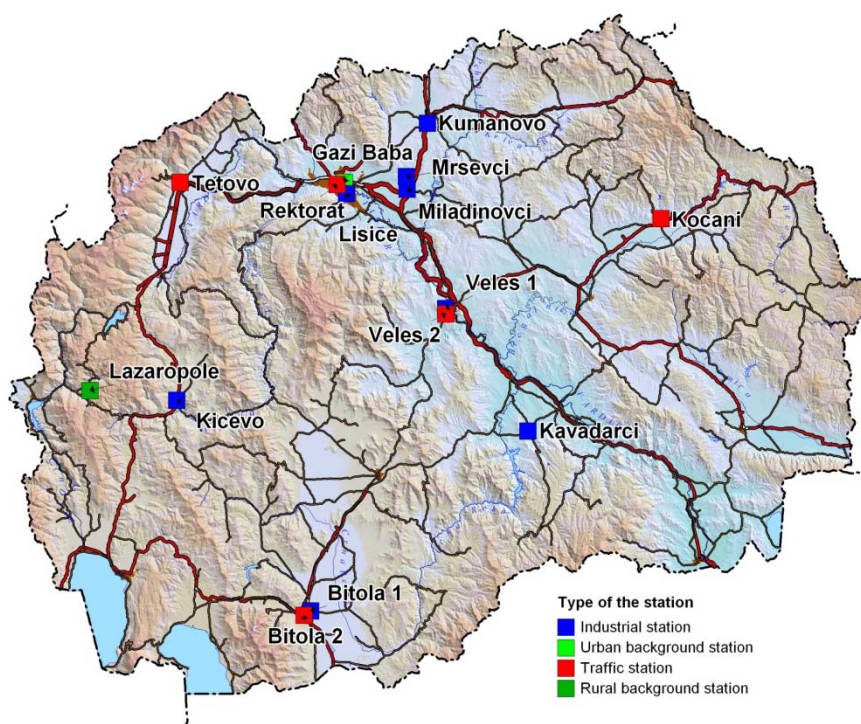 Kumanovo
Gazi Baba
Mrsevci
Tetovo
Rektorat
Miladinovci
Kocani
Lisice
Veles 1
Veles 2
Lazaropole
Kicevo
Kavadarci
Bitola 1
Bitola 2
Type of the station
Industrial station
Urban background station
Traffic station
Rural background station